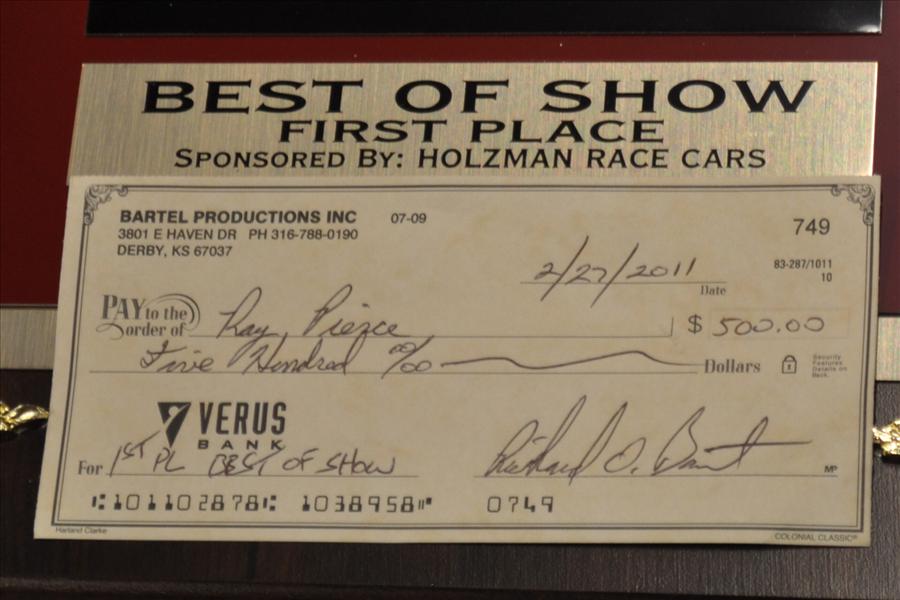 BEST OF SHOW
FIRST PLACE
SPONSORED BY: HOLZMAN RACE CARS
BARTEL PRODUCTIONS INC 07-09 749
3801 E HAVEN DR PH 316-788-0190
DERBY, KS 67037
83-287/1011
10
2/27/2011 Date
PAY to the order of Ray Pierce $ 500.00
Five Hundred 00/00 Dollars
Security Features Details on Back.
VERUS
BANK
For 1ST PL BEST OF SHOW Richard O. Bartel MP
⑆101102878⑆ 1038958⑈ 0749
Harland Clarke COLONIAL CLASSIC®